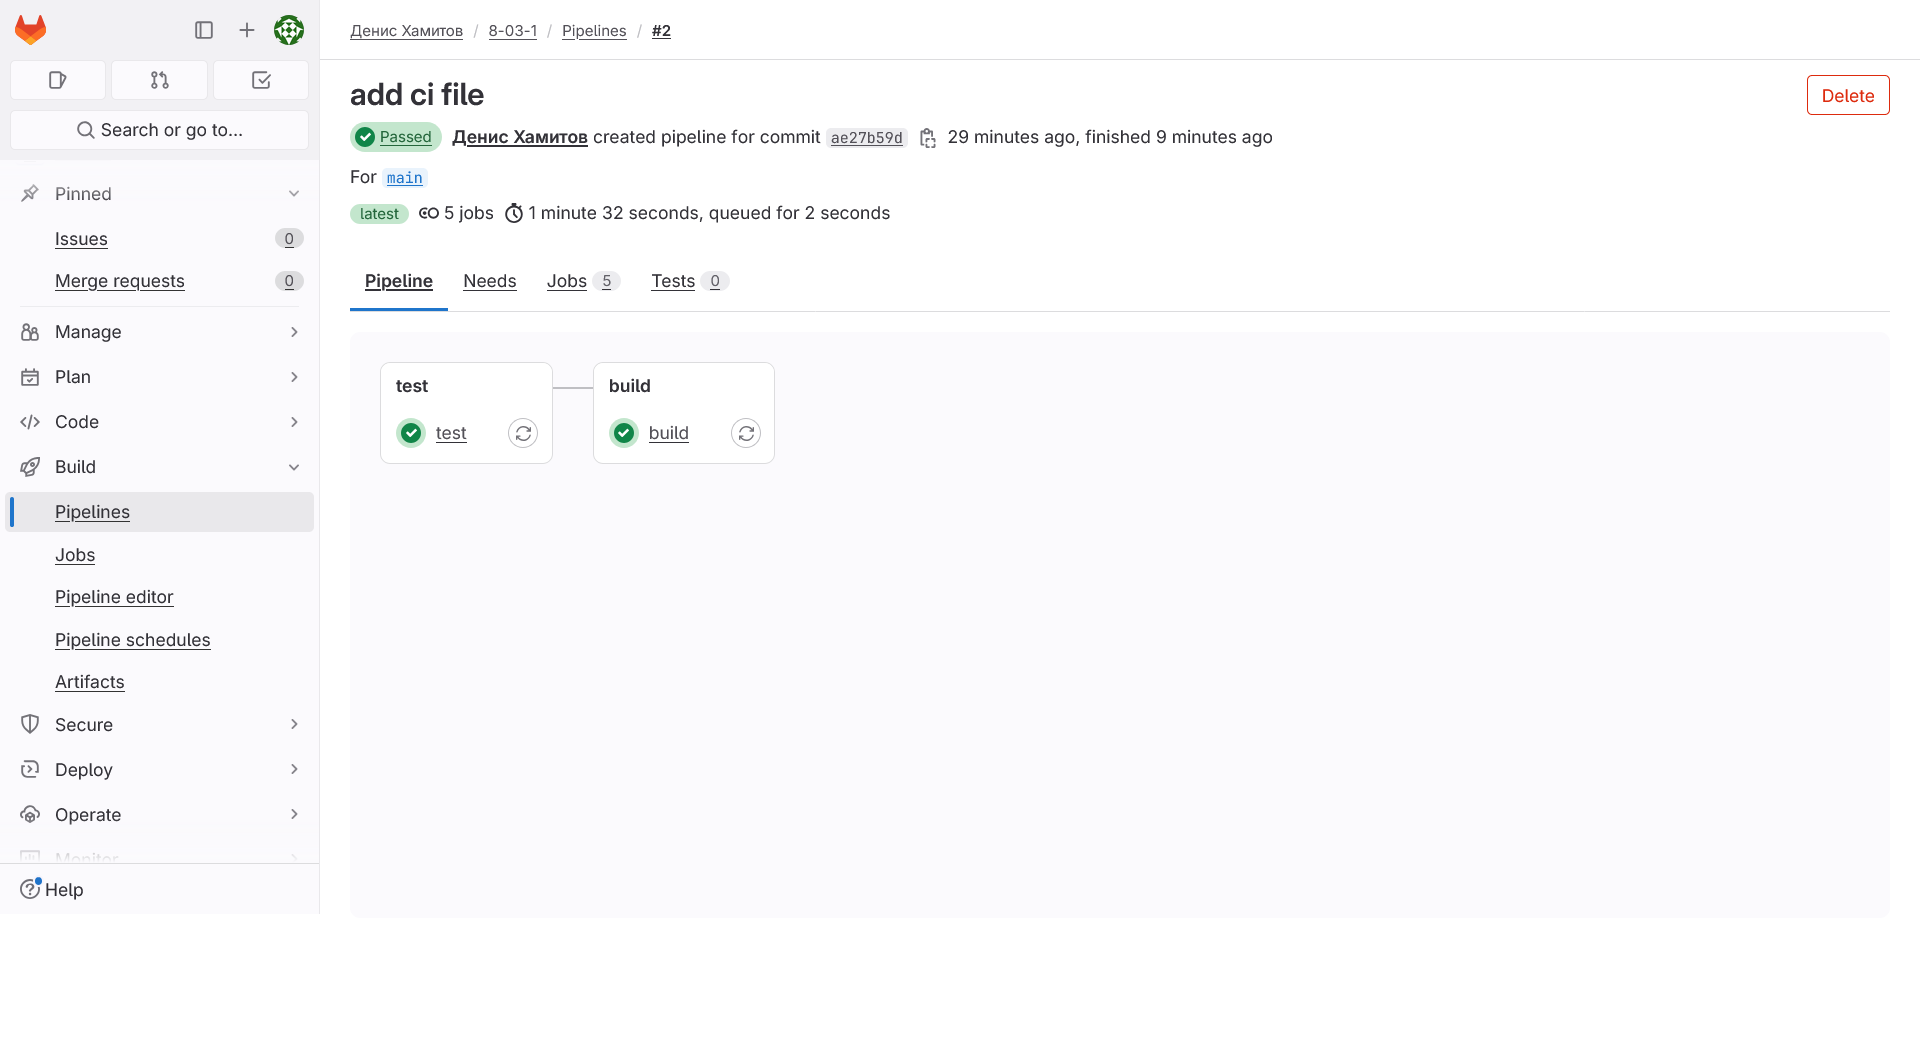 Денис Хамитов / 8-03-1 / Pipelines / #2
Search or go to...
Pinned
Issues 0
Merge requests 0
Manage
Plan
Code
Build
Pipelines
Jobs
Pipeline editor
Pipeline schedules
Artifacts
Secure
Deploy
Operate
Monitor
Help
add ci file
Delete
Passed Денис Хамитов created pipeline for commit ae27b59d 29 minutes ago, finished 9 minutes ago
For main
latest 5 jobs 1 minute 32 seconds, queued for 2 seconds
Pipeline Needs Jobs 5 Tests 0
test build
test build